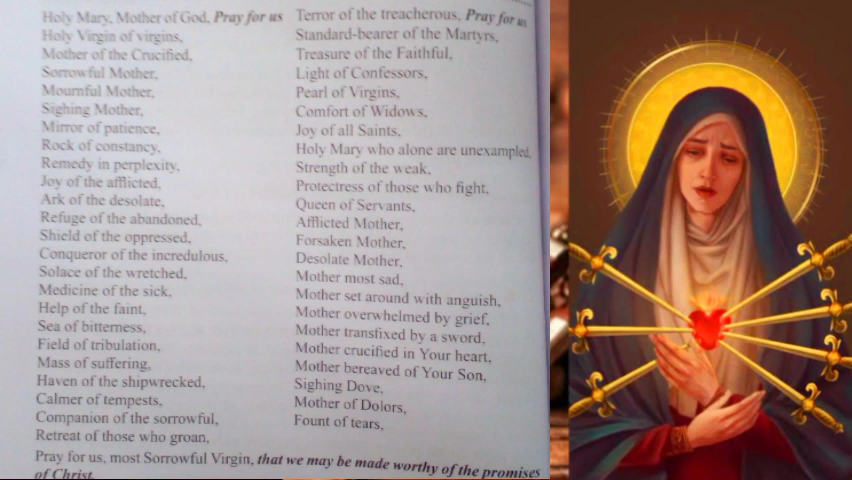 Holy Mary, Mother of God, Pray for us
Holy Virgin of virgins,
Mother of the Crucified,
Sorrowful Mother,
Mournful Mother,
Sighing Mother,
Mirror of patience,
Rock of constancy,
Remedy in perplexity,
Joy of the afflicted,
Ark of the desolate,
Refuge of the abandoned,
Shield of the oppressed,
Conqueror of the incredulous,
Solace of the wretched,
Medicine of the sick,
Help of the faint,
Sea of bitterness,
Field of tribulation,
Mass of suffering,
Haven of the shipwrecked,
Calmer of tempests,
Companion of the sorrowful,
Retreat of those who groan,
Terror of the treacherous, Pray for us
Standard-bearer of the Martyrs,
Treasure of the Faithful,
Light of Confessors,
Pearl of Virgins,
Comfort of Widows,
Joy of all Saints,
Holy Mary who alone are unexampled,
Strength of the weak,
Protectress of those who fight,
Queen of Servants,
Afflicted Mother,
Forsaken Mother,
Desolate Mother,
Mother most sad,
Mother set around with anguish,
Mother overwhelmed by grief,
Mother transfixed by a sword,
Mother crucified in Your heart,
Mother bereaved of Your Son,
Sighing Dove,
Mother of Dolors,
Fount of tears,
Pray for us, most Sorrowful Virgin, that we may be made worthy of the promises
of Christ.